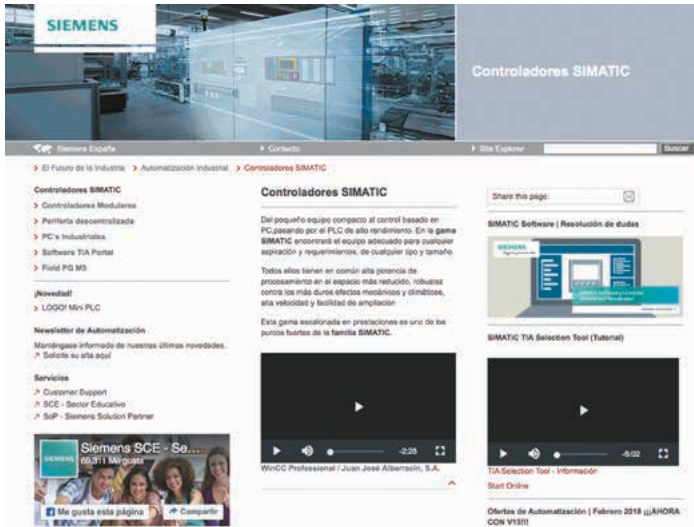 SIEMENS
Controladores SIMATIC
Siemens España
Contacto
Site Explorer
Buscar
El Futuro de la Industria
Automatización Industrial
Controladores SIMATIC
Controladores SIMATIC
Controladores Modulares
Periferia descentralizada
PC's Industriales
Software TIA Portal
Field PG M5
¡Novedad!
LOGO! Mini PLC
Newsletter de Automatización
Manténgase informado de nuestras últimas novedades.
Solicite su alta aquí
Servicios
Customer Support
SCE - Sector Educativo
SoP - Siemens Solution Partner
SIEMENS
Siemens SCE - Se...
Me gusta esta página
Compartir
Controladores SIMATIC
Del pequeño equipo compacto al control basado en
PC,pasando por el PLC de alto rendimiento. En la gama
SIMATIC encontrará el equipo adecuado para cualquier
aspiración y requerimientos, de cualquier tipo y tamaño.
Todos ellos tienen en común alta potencia de
procesamiento en el espacio más reducido, robustez
contra los más duros efectos mecánicos y climáticos,
alta velocidad y facilidad de ampliación
Esta gama escalonada en prestaciones es uno de los
puntos fuertes de la familia SIMATIC.
-2:25
WinCC Professional / Juan José Alberracin, S.A.
Share this page:
SIMATIC Software | Resolución de dudas
SIEMENS
SIMATIC TIA Selection Tool (Tutorial)
-5:02
TIA Selection Tool - Información
Start Online
Ofertas de Automatización | Febrero 2018 ¡¡¡AHORA
CON V15!!!